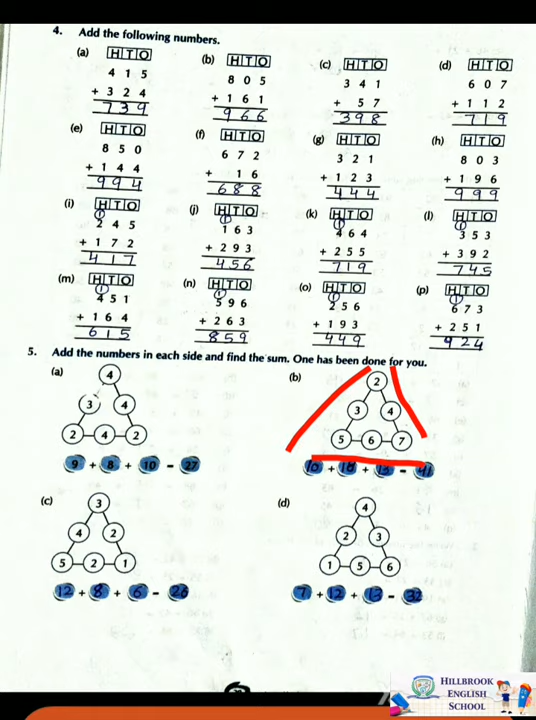 4. Add the following numbers.
(a) H T O (b) H T O (c) H T O (d) H T O
4 1 5 8 0 5 3 4 1 6 0 7
+ 3 2 4 + 1 6 1 + 5 7 + 1 1 2
7 3 9 9 6 6 3 9 8 7 1 9
(e) H T O (f) H T O (g) H T O (h) H T O
8 5 0 6 7 2 3 2 1 8 0 3
+ 1 4 4 + 1 6 + 1 2 3 + 1 9 6
9 9 4 6 8 8 4 4 4 9 9 9
(i) H T O (j) H T O (k) H T O (l) H T O
1 1 1 1
2 4 5 1 6 3 4 6 4 3 5 3
+ 1 7 2 + 2 9 3 + 2 5 5 + 3 9 2
4 1 7 4 5 6 7 1 9 7 4 5
(m) H T O (n) H T O (o) H T O (p) H T O
1 1 1 1
4 5 1 5 9 6 2 5 6 6 7 3
+ 1 6 4 + 2 6 3 + 1 9 3 + 2 5 1
6 1 5 8 5 9 4 4 9 9 2 4
5. Add the numbers in each side and find the sum. One has been done for you.
(a) 4 (b) 2
3 4 3 4
2 4 2 5 6 7
9 + 8 + 10 = 27 10 + 18 + 13 = 41
(c) 3 (d) 4
4 2 2 3
5 2 1 1 5 6
12 + 8 + 6 = 26 7 + 12 + 13 = 32
HILLBROOK
ENGLISH
SCHOOL